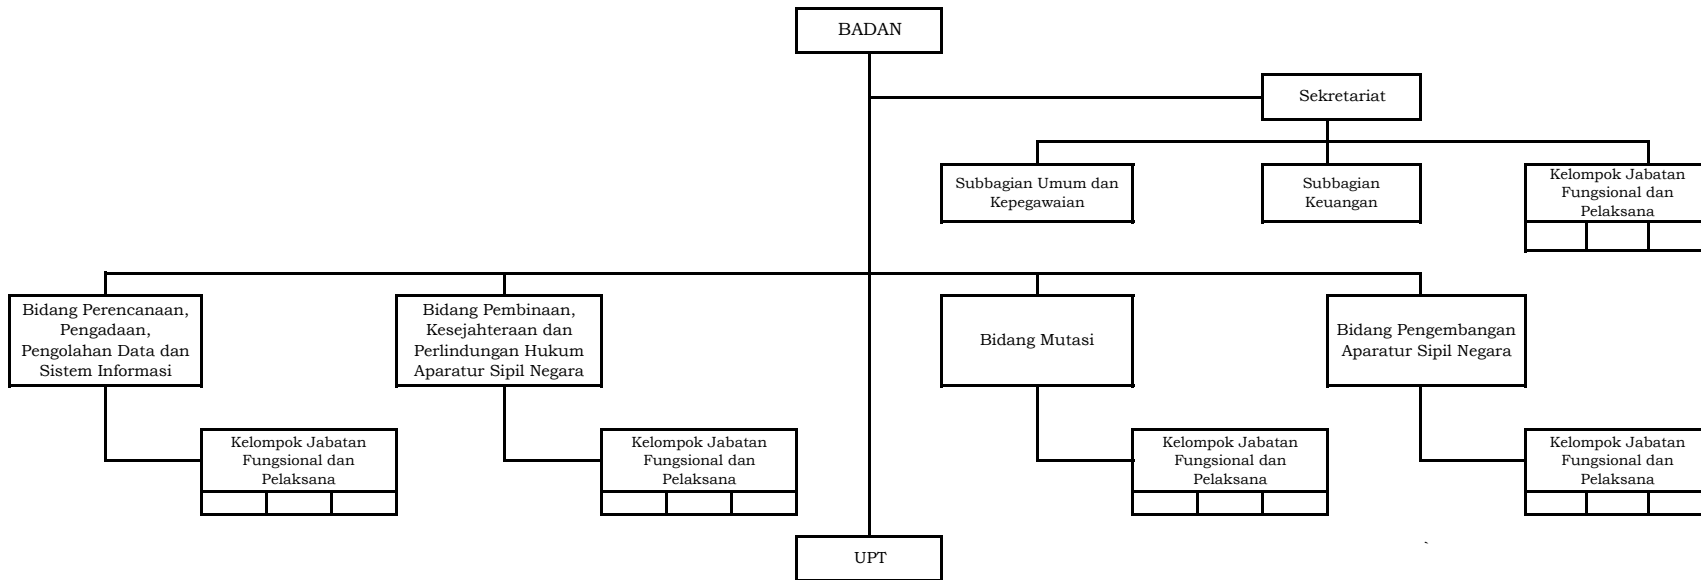 BADAN
Sekretariat
Subbagian Umum dan
Kepegawaian
Subbagian
Keuangan
Kelompok Jabatan
Fungsional dan
Pelaksana
Bidang Perencanaan,
Pengadaan,
Pengolahan Data dan
Sistem Informasi
Bidang Pembinaan,
Kesejahteraan dan
Perlindungan Hukum
Aparatur Sipil Negara
Bidang Mutasi
Bidang Pengembangan
Aparatur Sipil Negara
Kelompok Jabatan
Fungsional dan
Pelaksana
Kelompok Jabatan
Fungsional dan
Pelaksana
Kelompok Jabatan
Fungsional dan
Pelaksana
Kelompok Jabatan
Fungsional dan
Pelaksana
UPT
`